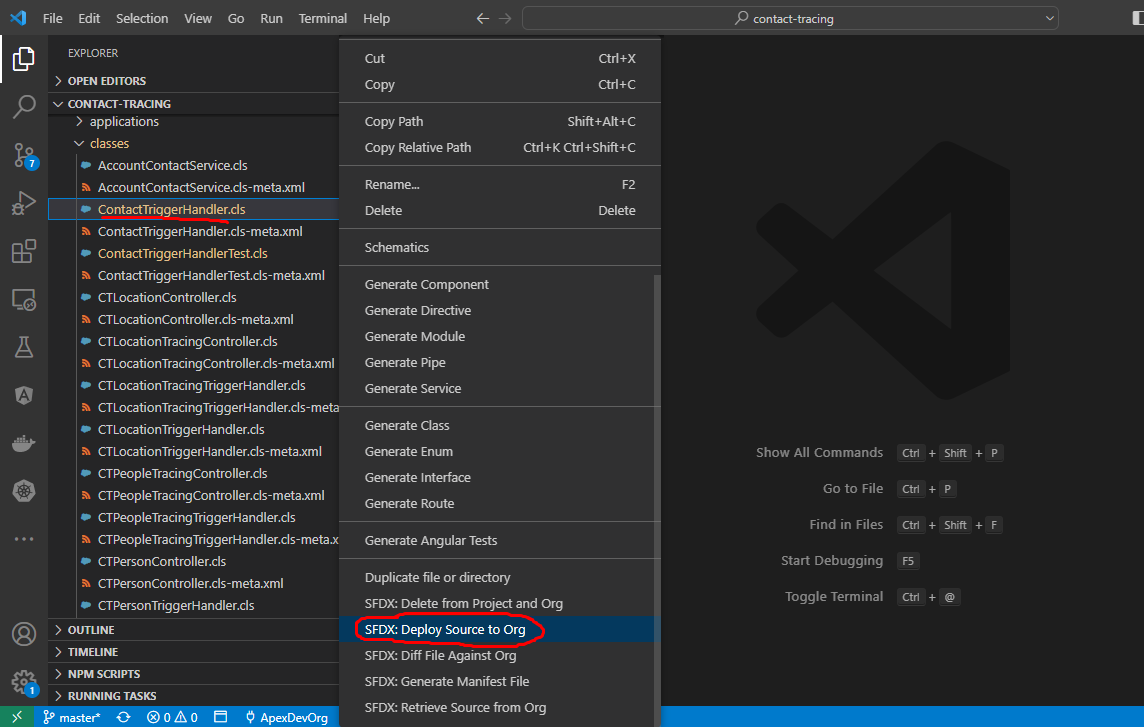 File Edit Selection View Go Run Terminal Help
contact-tracing
EXPLORER
OPEN EDITORS
CONTACT-TRACING
applications
classes
AccountContactService.cls
AccountContactService.cls-meta.xml
ContactTriggerHandler.cls
ContactTriggerHandler.cls-meta.xml
ContactTriggerHandlerTest.cls
ContactTriggerHandlerTest.cls-meta.xml
CTLocationController.cls
CTLocationController.cls-meta.xml
CTLocationTracingController.cls
CTLocationTracingController.cls-meta.xml
CTLocationTracingTriggerHandler.cls
CTLocationTracingTriggerHandler.cls-meta
CTLocationTriggerHandler.cls
CTLocationTriggerHandler.cls-meta.xml
CTPeopleTracingController.cls
CTPeopleTracingController.cls-meta.xml
CTPeopleTracingTriggerHandler.cls
CTPeopleTracingTriggerHandler.cls-meta.x
CTPersonController.cls
CTPersonController.cls-meta.xml
CTPersonTriggerHandler.cls
OUTLINE
TIMELINE
NPM SCRIPTS
RUNNING TASKS
7
1
Cut Ctrl+X
Copy Ctrl+C
Copy Path Shift+Alt+C
Copy Relative Path Ctrl+K Ctrl+Shift+C
Rename... F2
Delete Delete
Schematics
Generate Component
Generate Directive
Generate Module
Generate Pipe
Generate Service
Generate Class
Generate Enum
Generate Interface
Generate Route
Generate Angular Tests
Duplicate file or directory
SFDX: Delete from Project and Org
SFDX: Deploy Source to Org
SFDX: Diff File Against Org
SFDX: Generate Manifest File
SFDX: Retrieve Source from Org
Show All Commands Ctrl + Shift + P
Go to File Ctrl + P
Find in Files Ctrl + Shift + F
Start Debugging F5
Toggle Terminal Ctrl + @
master* 0 0 ApexDevOrg